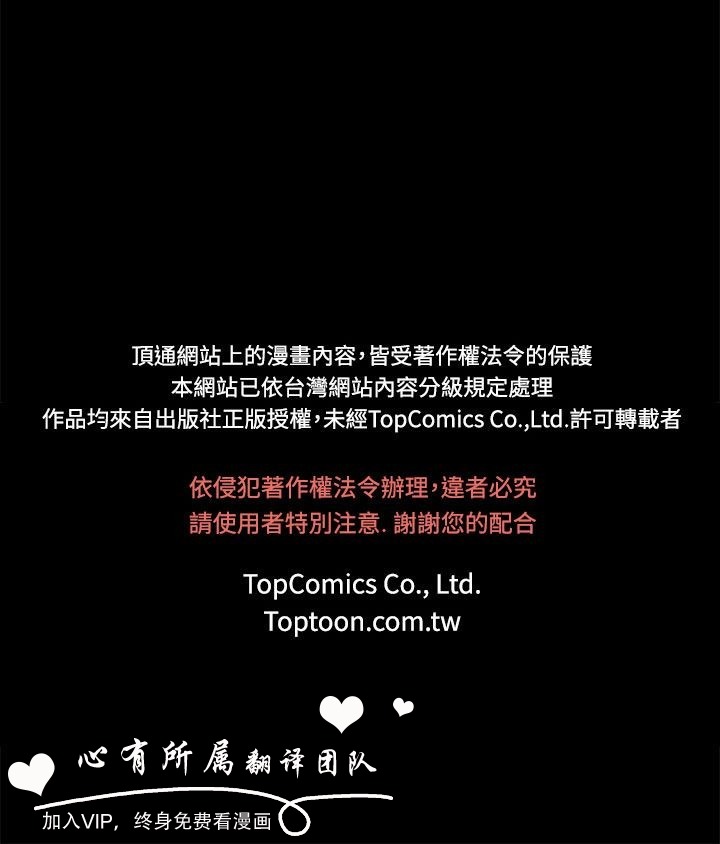 頂通網站上的漫畫內容，皆受著作權法令的保護
本網站已依台灣網站內容分級規定處理
作品均來自出版社正版授權，未經TopComics Co.,Ltd.許可轉載者
依侵犯著作權法令辦理，違者必究
請使用者特別注意. 謝謝您的配合
TopComics Co., Ltd.
Toptoon.com.tw
心有所属翻译团队
加入VIP，终身免费看漫画